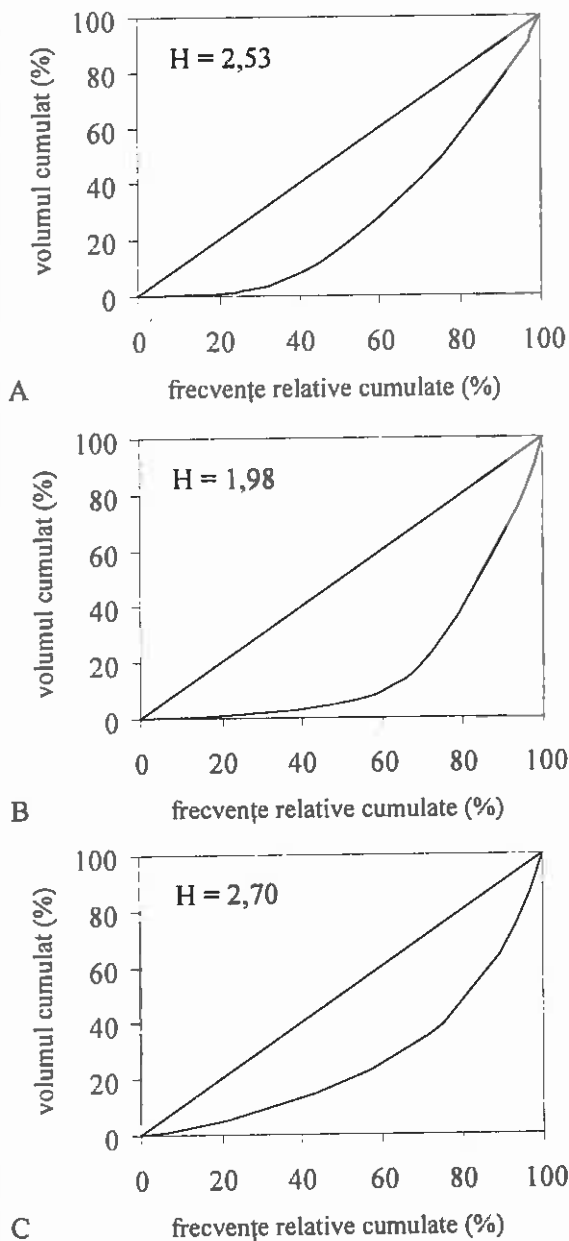 100
80
60
40
20
0
volumul cumulat (%)
H = 2,53
0 20 40 60 80 100
A frecvențe relative cumulate (%)
100
80
60
40
20
0
volumul cumulat (%)
H = 1,98
0 20 40 60 80 100
B frecvențe relative cumulate (%)
100
80
60
40
20
0
volumul cumulat (%)
H = 2,70
0 20 40 60 80 100
C frecvențe relative cumulate (%)